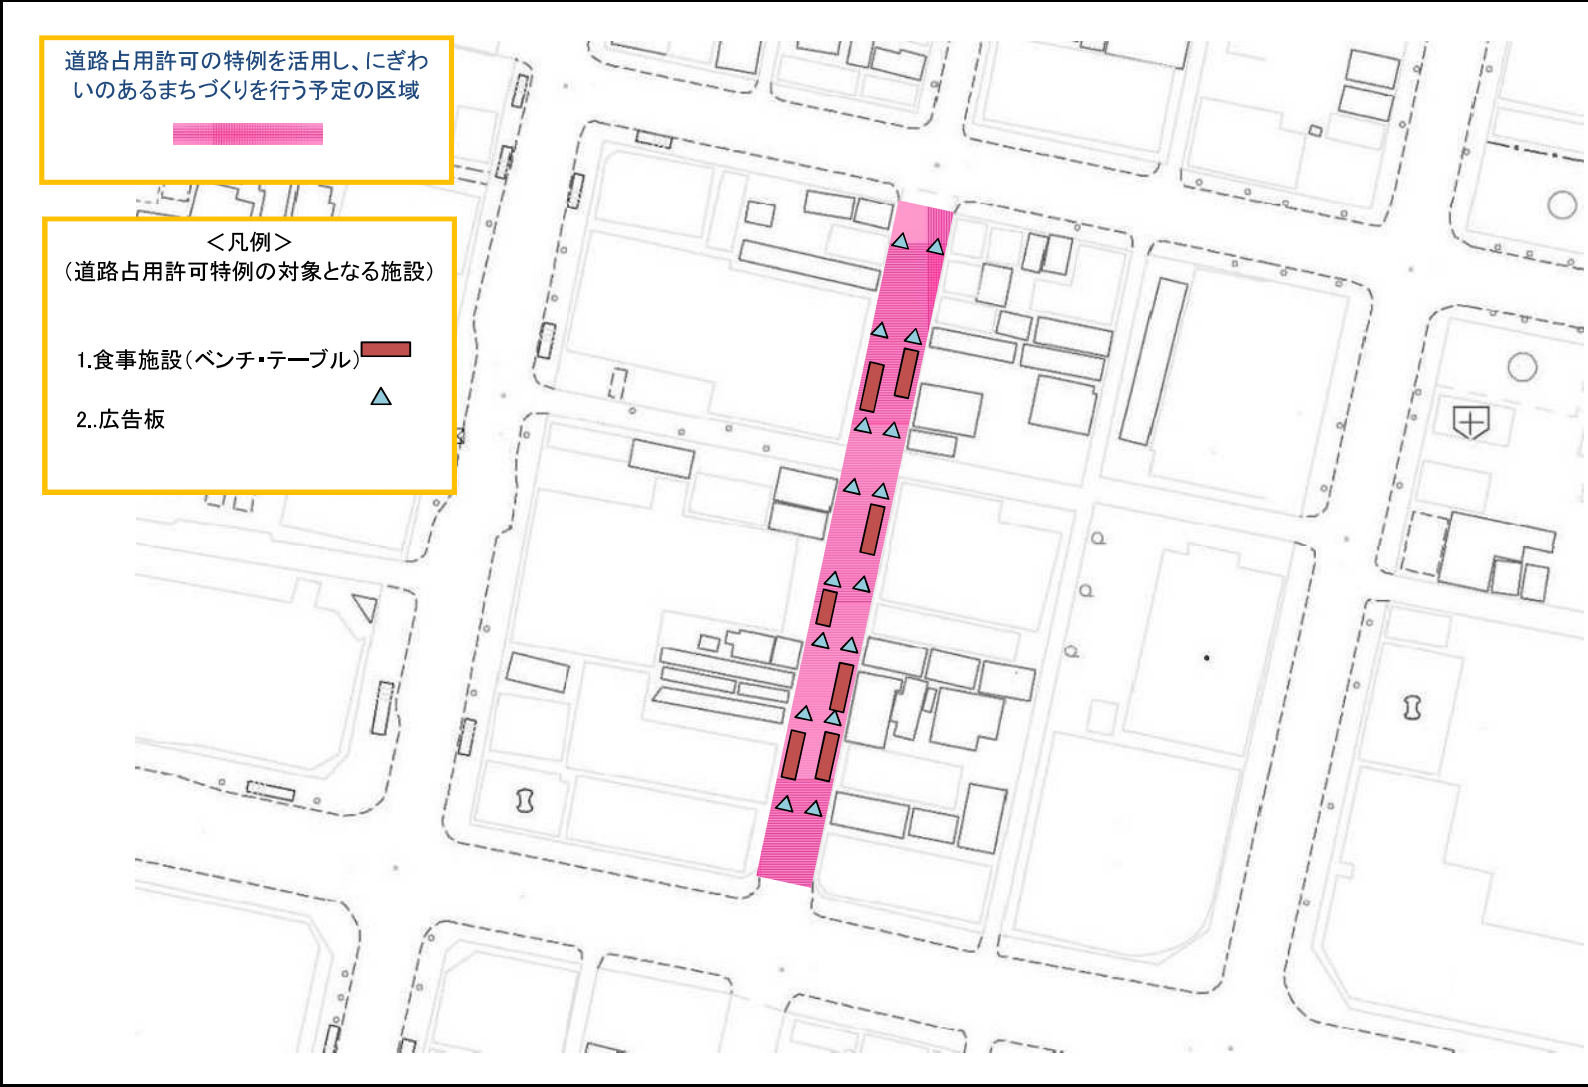 道路占用許可の特例を活用し、にぎわ
いのあるまちづくりを行う予定の区域
＜凡例＞
（道路占用許可特例の対象となる施設）
1.食事施設（ベンチ・テーブル）
2..広告板